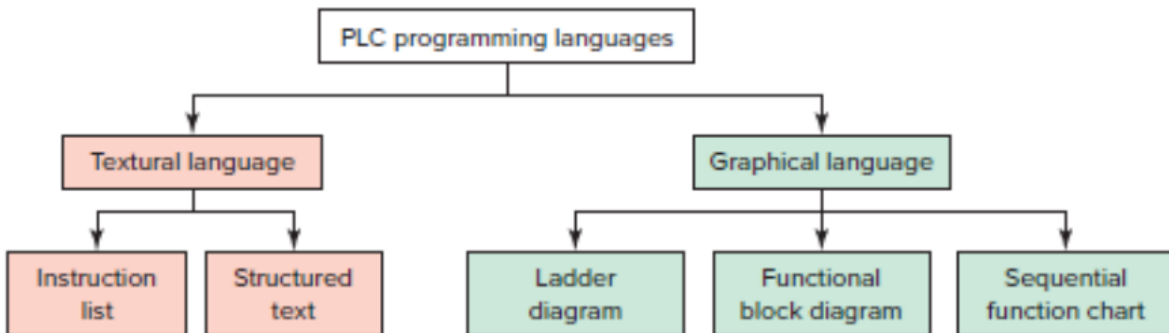 PLC programming languages
Textural language
Graphical language
Instruction
list
Structured
text
Ladder
diagram
Functional
block diagram
Sequential
function chart